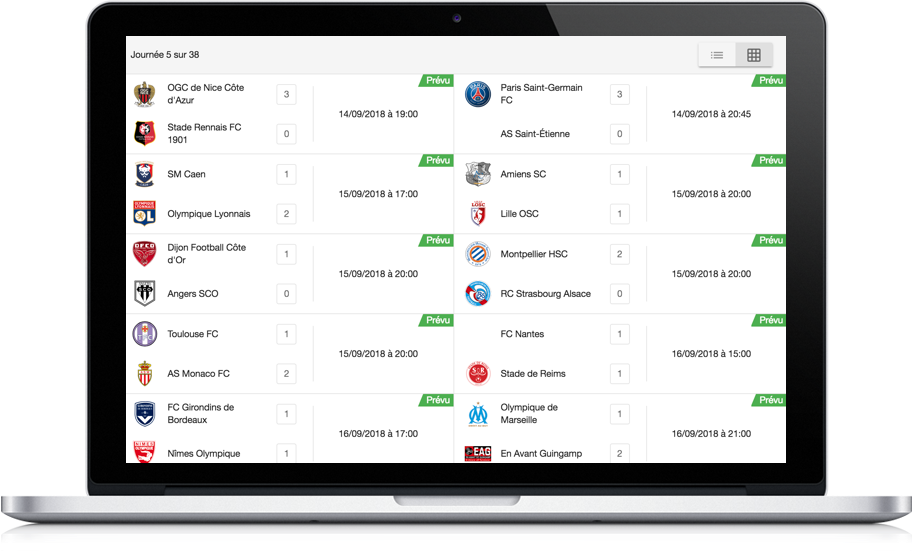 Journée 5 sur 38
Prévu
OGC de Nice Côte
d'Azur
3
14/09/2018 à 19:00
Stade Rennais FC
1901
0
Prévu
Paris Saint-Germain
FC
3
14/09/2018 à 20:45
AS Saint-Étienne
0
Prévu
SM Caen
1
15/09/2018 à 17:00
Olympique Lyonnais
2
Prévu
Amiens SC
1
15/09/2018 à 20:00
LOSC
Lille OSC
1
Prévu
Dijon Football Côte
d'Or
1
DFCO
15/09/2018 à 20:00
Angers SCO
0
Prévu
Montpellier HSC
2
15/09/2018 à 20:00
RC Strasbourg Alsace
0
Prévu
Toulouse FC
1
15/09/2018 à 20:00
AS Monaco FC
2
Prévu
FC Nantes
1
16/09/2018 à 15:00
Stade de Reims
1
Prévu
FC Girondins de
Bordeaux
1
16/09/2018 à 17:00
NIMES
Nîmes Olympique
1
Prévu
Olympique de
Marseille
1
16/09/2018 à 21:00
EAG
En Avant Guingamp
2